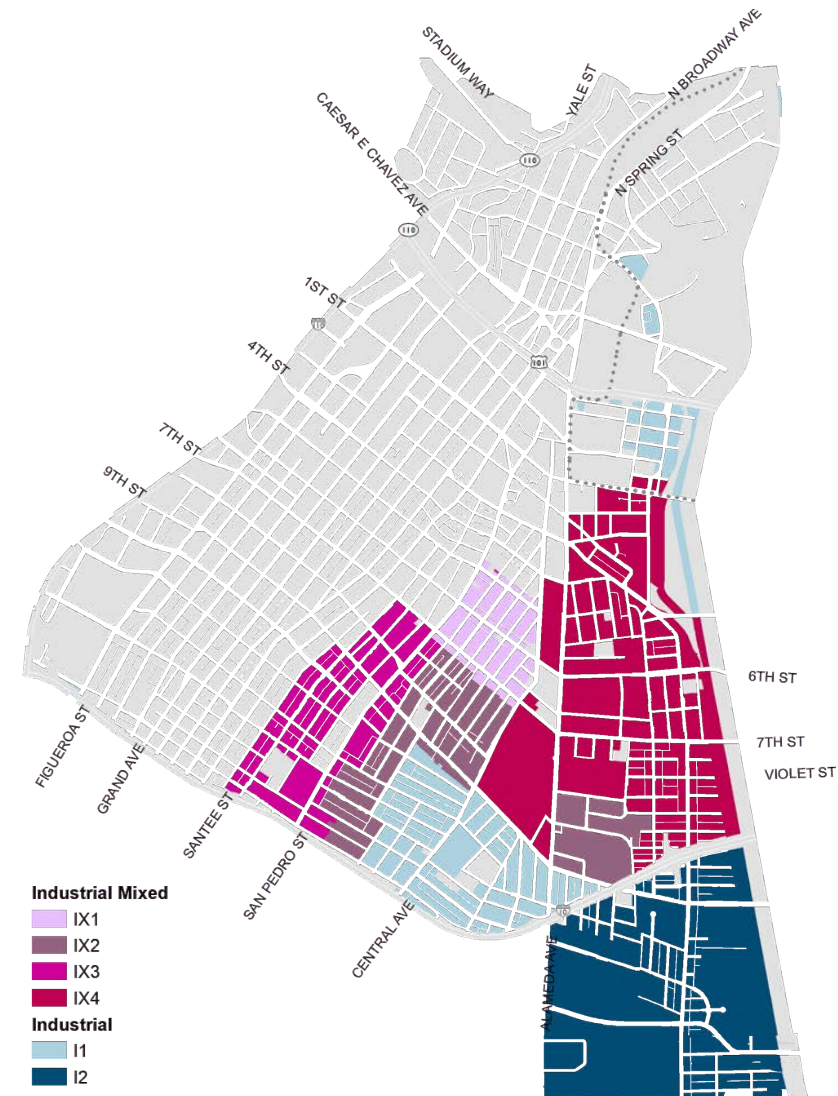 STADIUM WAY
YALE ST
N BROADWAY AVE
CAESAR E CHAVEZ AVE
N SPRING ST
110
110
1ST ST
4TH ST
101
7TH ST
9TH ST
6TH ST
7TH ST
VIOLET ST
FIGUEROA ST
GRAND AVE
SANTEE ST
SAN PEDRO ST
CENTRAL AVE
ALAMEDA AVE
Industrial Mixed
IX1
IX2
IX3
IX4
Industrial
I1
I2